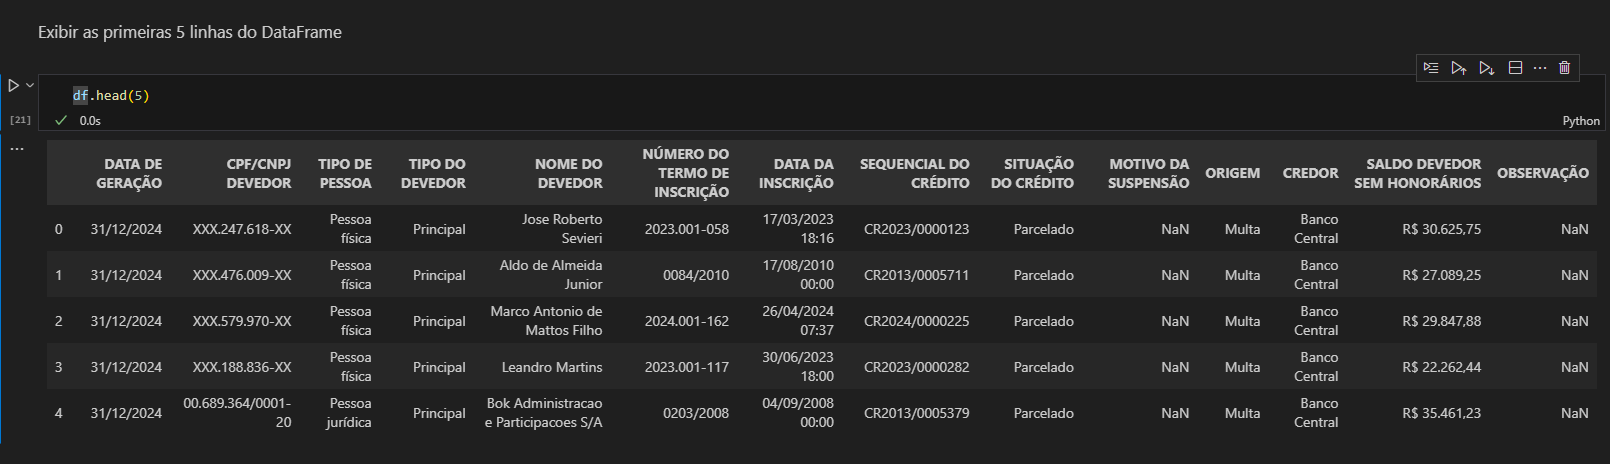 Exibir as primeiras 5 linhas do DataFrame
df.head(5)
[21]
0.0s
Python
DATA DE GERAÇÃO CPF/CNPJ DEVEDOR TIPO DE PESSOA TIPO DO DEVEDOR NOME DO DEVEDOR NÚMERO DO TERMO DE INSCRIÇÃO DATA DA INSCRIÇÃO SEQUENCIAL DO CRÉDITO SITUAÇÃO DO CRÉDITO MOTIVO DA SUSPENSÃO ORIGEM CREDOR SALDO DEVEDOR SEM HONORÁRIOS OBSERVAÇÃO
0 31/12/2024 XXX.247.618-XX Pessoa física Principal Jose Roberto Sevieri 2023.001-058 17/03/2023 18:16 CR2023/0000123 Parcelado NaN Multa Banco Central R$ 30.625,75 NaN
1 31/12/2024 XXX.476.009-XX Pessoa física Principal Aldo de Almeida Junior 0084/2010 17/08/2010 00:00 CR2013/0005711 Parcelado NaN Multa Banco Central R$ 27.089,25 NaN
2 31/12/2024 XXX.579.970-XX Pessoa física Principal Marco Antonio de Mattos Filho 2024.001-162 26/04/2024 07:37 CR2024/0000225 Parcelado NaN Multa Banco Central R$ 29.847,88 NaN
3 31/12/2024 XXX.188.836-XX Pessoa física Principal Leandro Martins 2023.001-117 30/06/2023 18:00 CR2023/0000282 Parcelado NaN Multa Banco Central R$ 22.262,44 NaN
4 31/12/2024 00.689.364/0001-20 Pessoa jurídica Principal Bok Administracao e Participacoes S/A 0203/2008 04/09/2008 00:00 CR2013/0005379 Parcelado NaN Multa Banco Central R$ 35.461,23 NaN